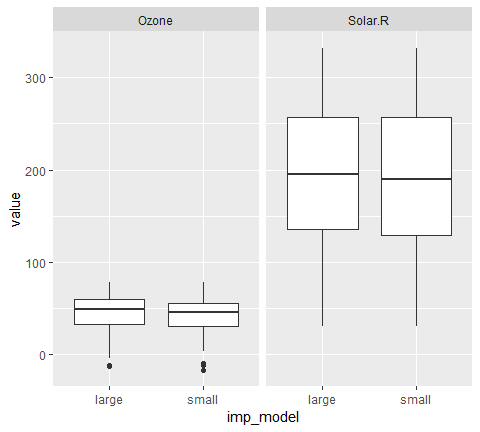 Ozone
Solar.R
value
300
200
100
0
large
small
large
small
imp_model